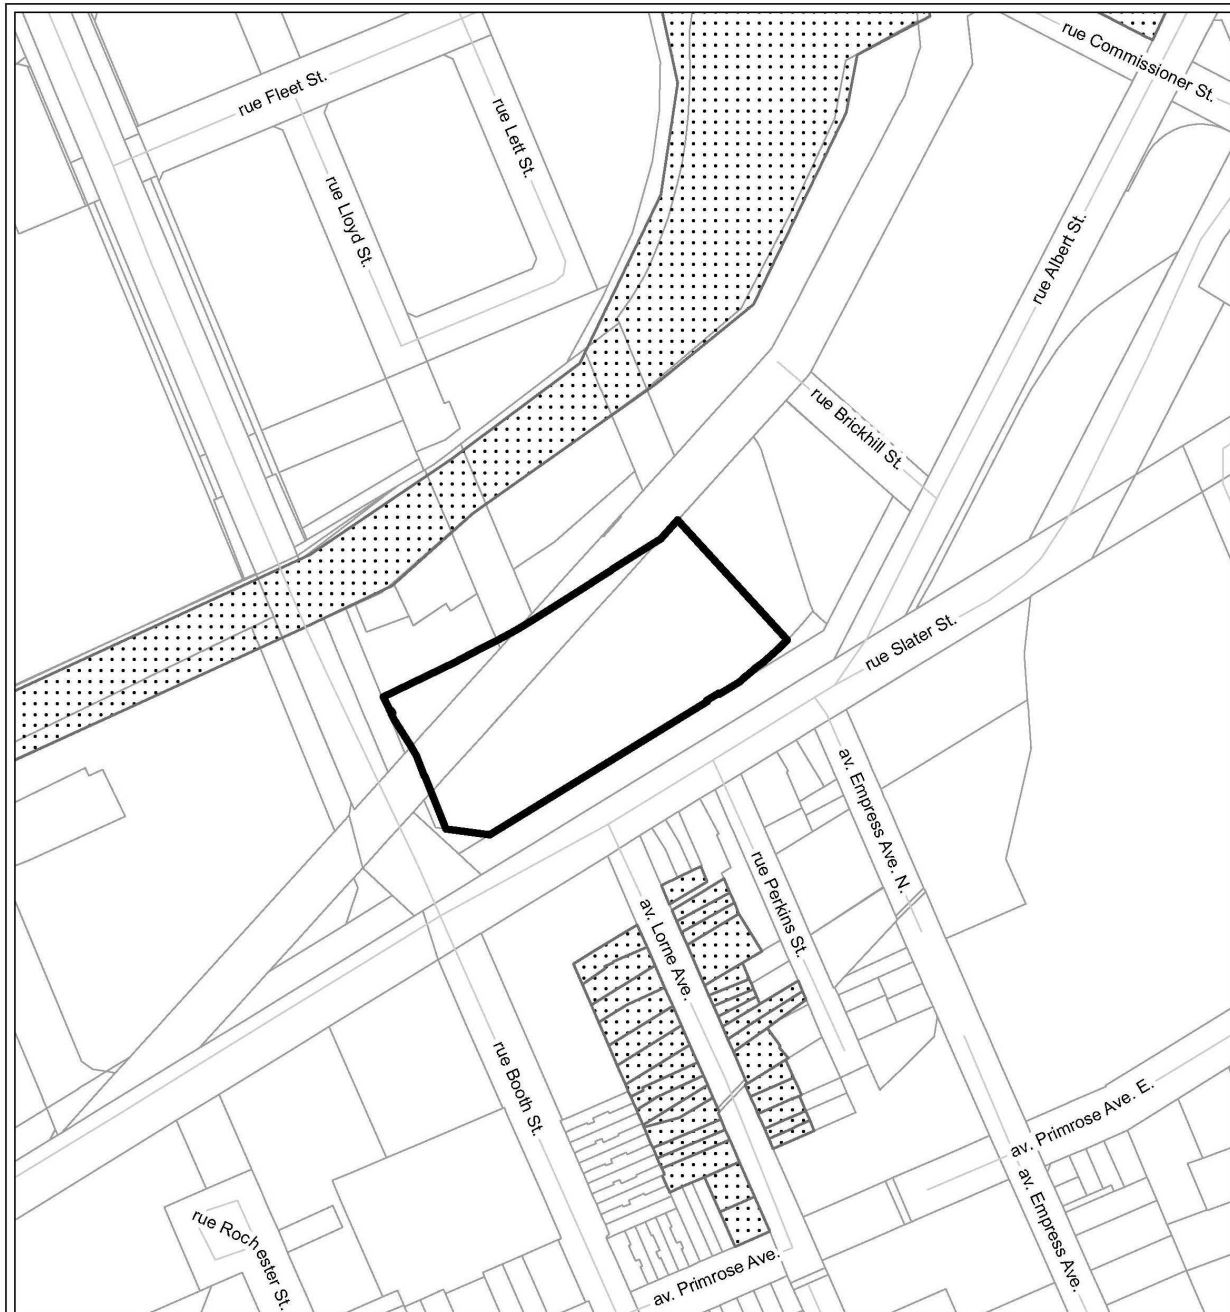 rue Commissioner St.
rue Fleet St.
rue Lett St.
rue Lloyd St.
rue Albert St.
rue Brickhill St.
rue Slater St.
av. Empress Ave. N.
rue Perkins St.
av. Lorne Ave.
rue Booth St.
av. Primrose Ave. E.
av. Empress Ave.
rue Rochester St.
av. Primrose Ave.